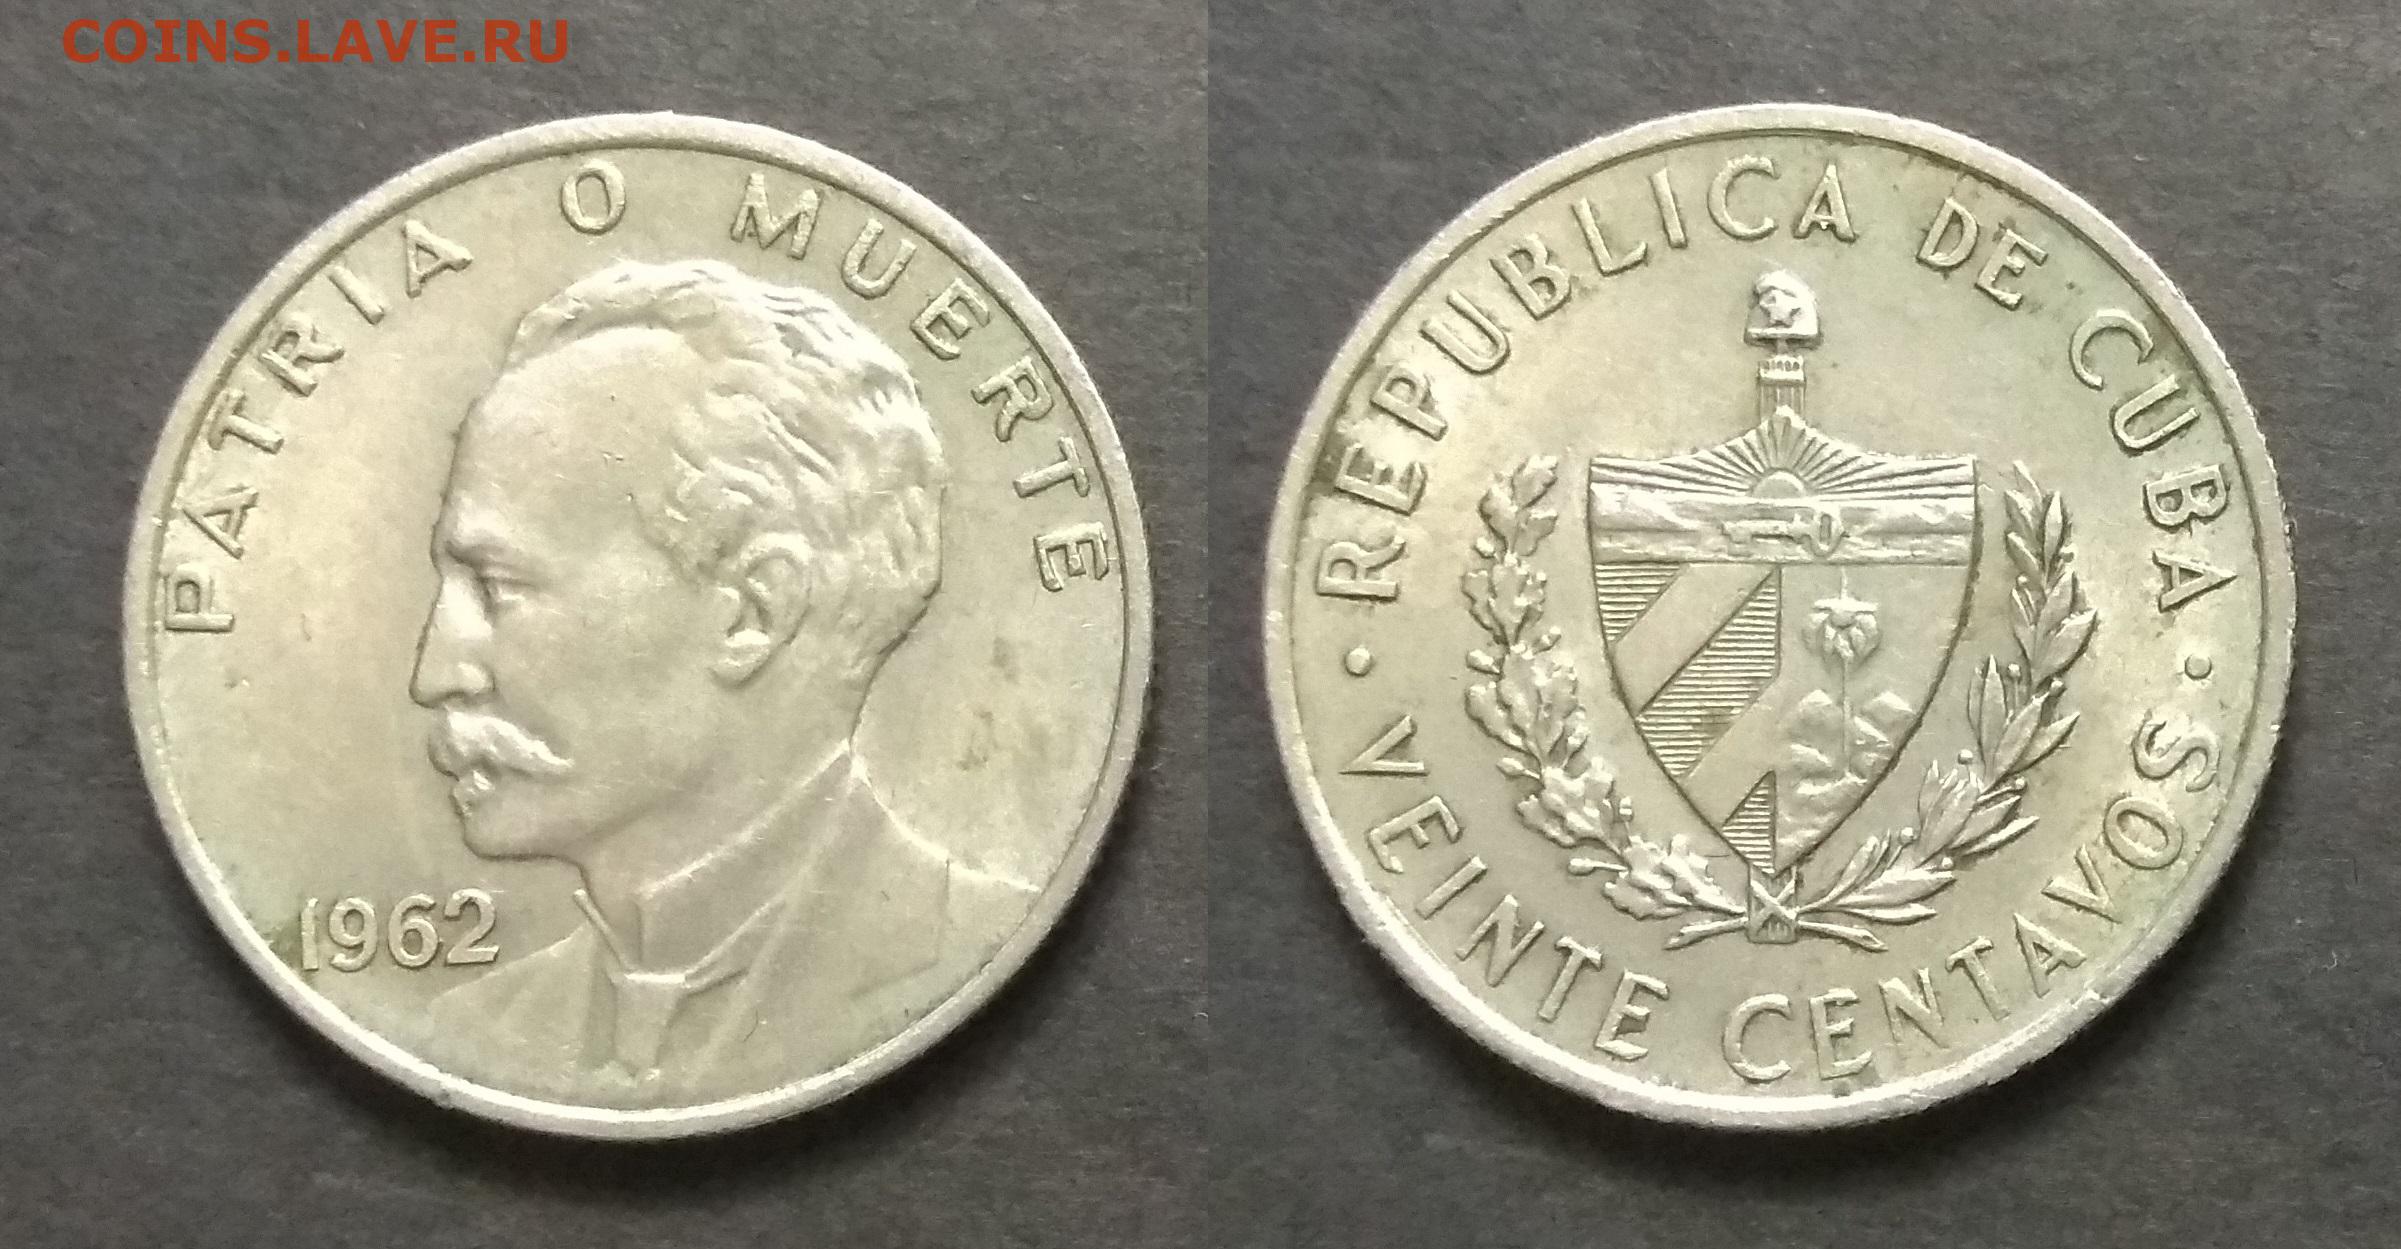 COINS.LAVE.RU
PATRIA O MUERTE
1962
· REPUBLICA DE CUBA ·
VEINTE CENTAVOS